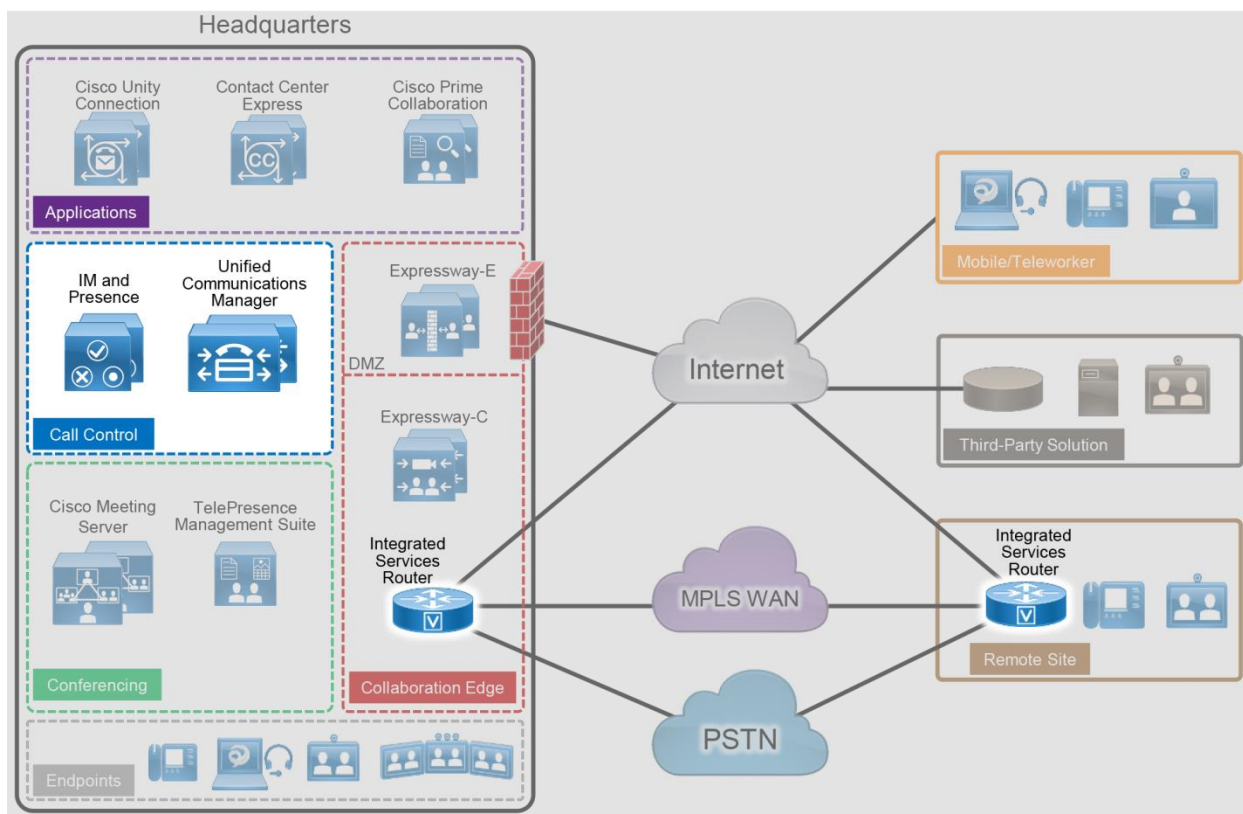 Headquarters
Cisco Unity
Connection
Contact Center
Express
Cisco Prime
Collaboration
CC
Applications
IM and
Presence
Unified
Communications
Manager
Call Control
Expressway-E
DMZ
Expressway-C
Cisco Meeting
Server
TelePresence
Management Suite
Conferencing
Integrated
Services
Router
V
Collaboration Edge
Endpoints
Internet
MPLS WAN
PSTN
Mobile/Teleworker
Third-Party Solution
Integrated
Services
Router
V
Remote Site